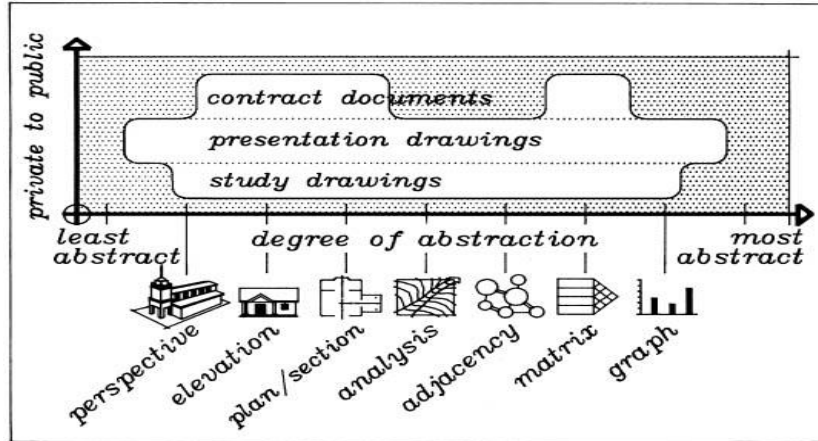 private to public
contract documents
presentation drawings
study drawings
least abstract
degree of abstraction
most abstract
perspective
elevation
plan/section
analysis
adjacency
matrix
graph